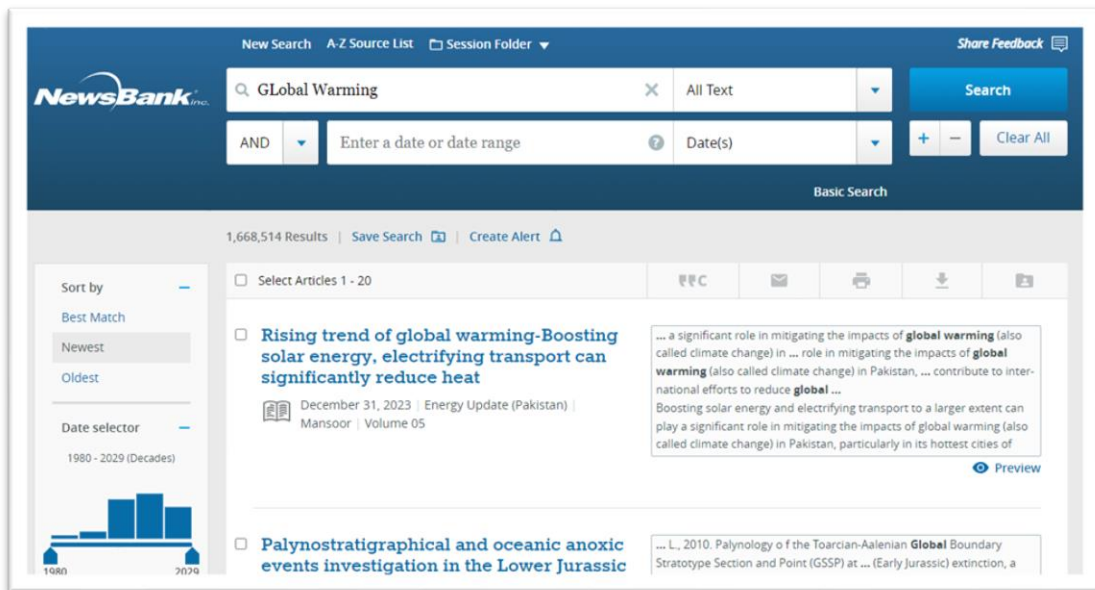 New Search A-Z Source List Session Folder
Share Feedback
NewsBank inc.
GLobal Warming
All Text
Search
AND
Enter a date or date range
Date(s)
+ −
Clear All
Basic Search
1,668,514 Results | Save Search | Create Alert
Sort by
Best Match
Newest
Oldest
Date selector
1980 - 2029 (Decades)
1980 2029
Select Articles 1 - 20
Rising trend of global warming-Boosting
solar energy, electrifying transport can
significantly reduce heat
December 31, 2023 | Energy Update (Pakistan) |
Mansoor | Volume 05
... a significant role in mitigating the impacts of global warming (also
called climate change) in ... role in mitigating the impacts of global
warming (also called climate change) in Pakistan, ... contribute to inter-
national efforts to reduce global ...
Boosting solar energy and electrifying transport to a larger extent can
play a significant role in mitigating the impacts of global warming (also
called climate change) in Pakistan, particularly in its hottest cities of
Preview
Palynostratigraphical and oceanic anoxic
events investigation in the Lower Jurassic
... L., 2010. Palynology o f the Toarcian-Aalenian Global Boundary
Stratotype Section and Point (GSSP) at ... (Early Jurassic) extinction, a